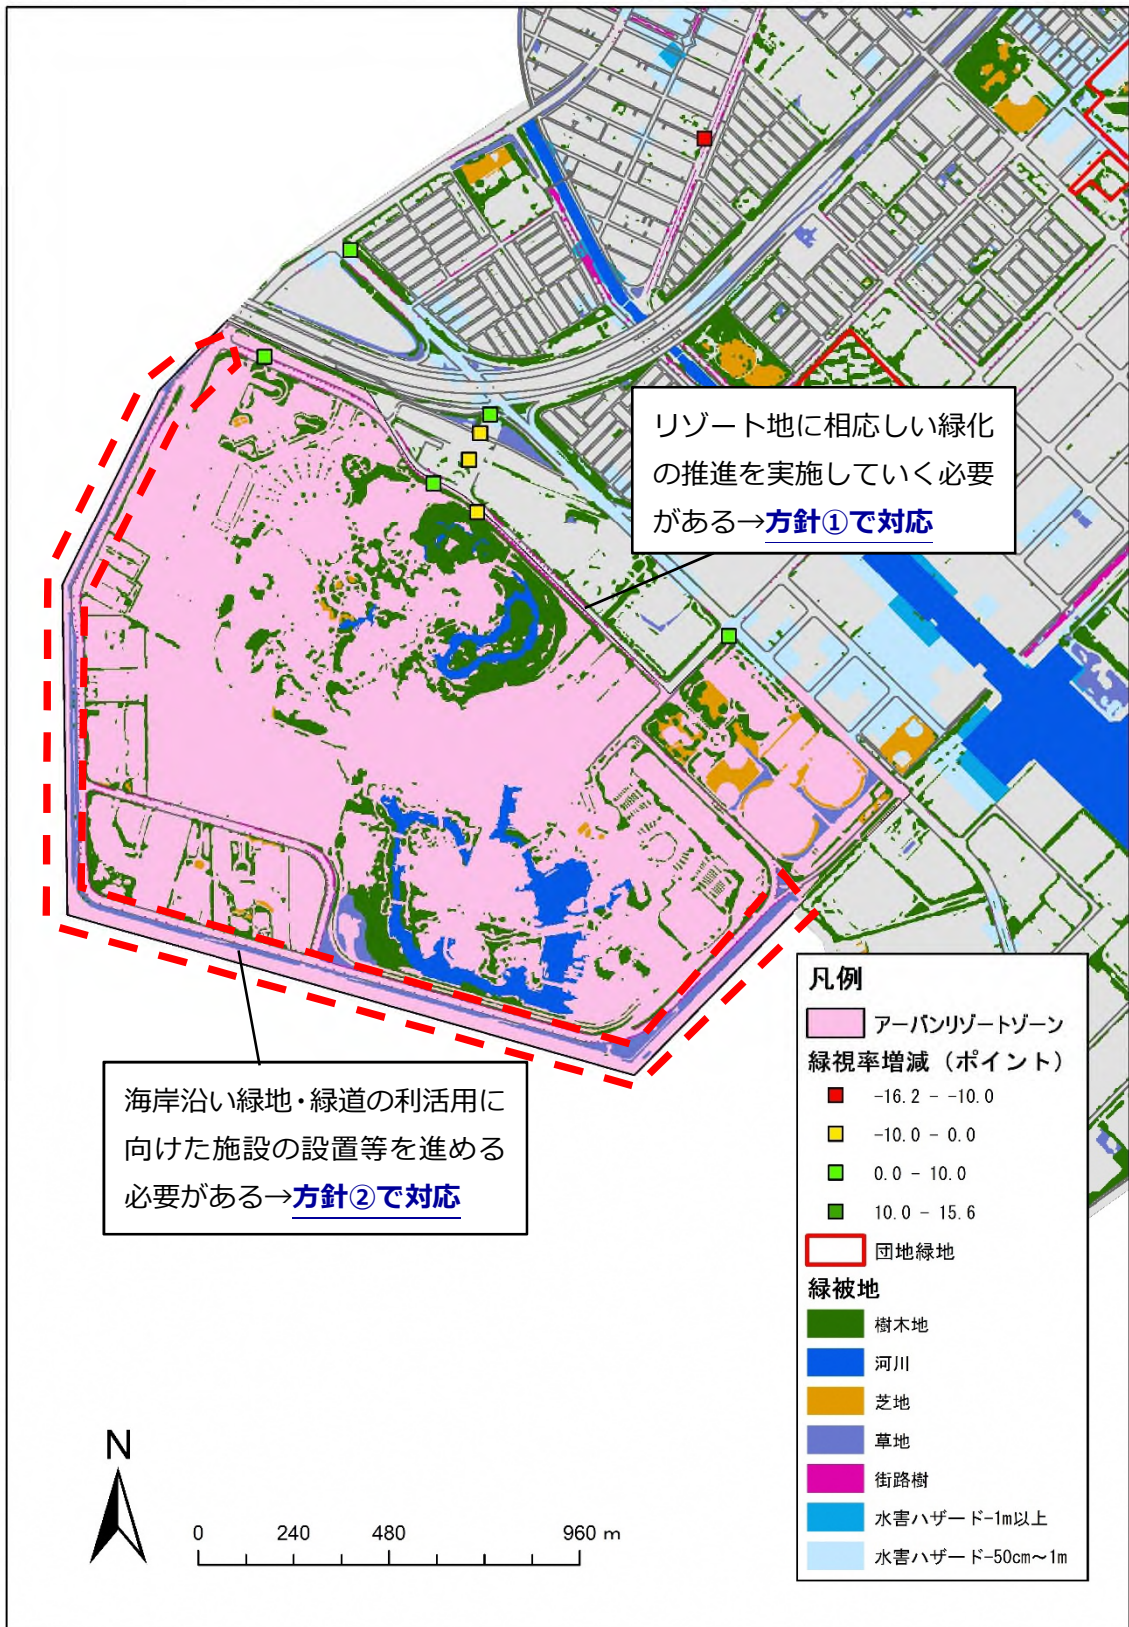 リゾート地に相応しい緑化
の推進を実施していく必要
がある→方針①で対応
海岸沿い緑地・緑道の利活用に
向けた施設の設置等を進める
必要がある→方針②で対応
凡例
アーバンリゾートゾーン
緑視率増減（ポイント）
-16.2 - -10.0
-10.0 - 0.0
0.0 - 10.0
10.0 - 15.6
団地緑地
緑被地
樹木地
河川
芝地
草地
街路樹
水害ハザード-1m以上
水害ハザード-50cm～1m
N
0 240 480 960 m